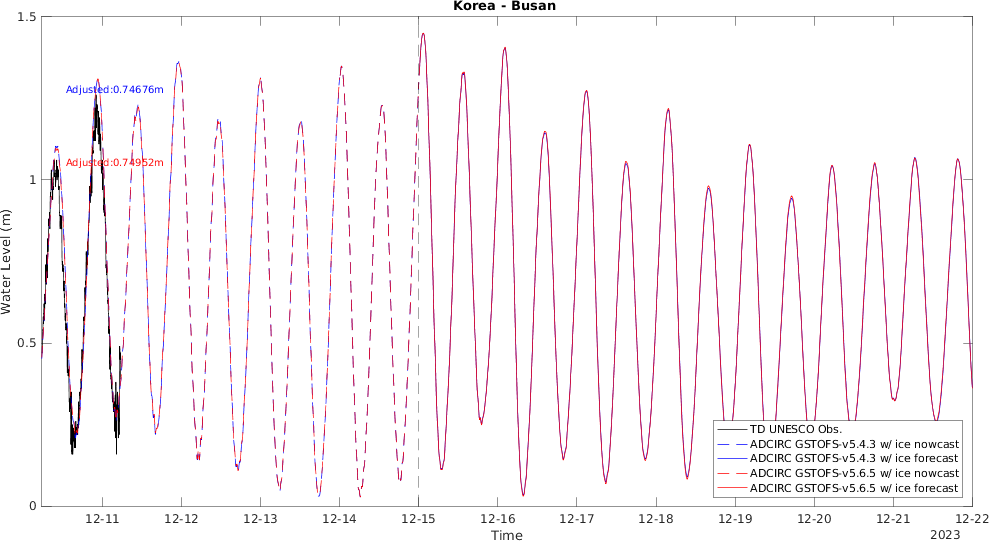 Korea - Busan
1.5
1
0.5
0
Water Level (m)
Adjusted:0.74676m
Adjusted:0.74952m
TD UNESCO Obs.
ADCIRC GSTOFS-v5.4.3 w/ ice nowcast
ADCIRC GSTOFS-v5.4.3 w/ ice forecast
ADCIRC GSTOFS-v5.6.5 w/ ice nowcast
ADCIRC GSTOFS-v5.6.5 w/ ice forecast
12-11 12-12 12-13 12-14 12-15 12-16 12-17 12-18 12-19 12-20 12-21 12-22
Time
2023